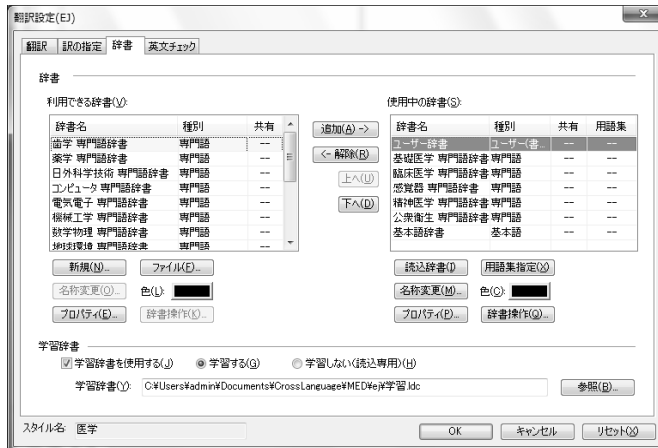 翻訳設定(EJ)
翻訳 訳の指定 辞書 英文チェック
辞書
利用できる辞書(V):
辞書名 種別 共有
歯学 専門語辞書 専門語 --
薬学 専門語辞書 専門語 --
日外科学技術 専門語辞書 専門語 --
コンピュータ 専門語辞書 専門語 --
電気電子 専門語辞書 専門語 --
機械工学 専門語辞書 専門語 --
数学物理 専門語辞書 専門語 --
地球環境 専門語辞書 専門語 --
新規(N)... ファイル(F)...
名称変更(O)... 色(L):
プロパティ(E)... 辞書操作(K)...
追加(A) ->
<- 解除(R)
上へ(U)
下へ(D)
使用中の辞書(S):
辞書名 種別 共有 用語集
ユーザー辞書 ユーザー(書... -- --
基礎医学 専門語辞書 専門語 -- --
臨床医学 専門語辞書 専門語 -- --
感覚器 専門語辞書 専門語 -- --
精神医学 専門語辞書 専門語 -- --
公衆衛生 専門語辞書 専門語 -- --
基本語辞書 基本語 -- --
読込辞書(I) 用語集指定(X)
名称変更(M)... 色(C):
プロパティ(P)... 辞書操作(Q)...
学習辞書
学習辞書を使用する(J) 学習する(G) 学習しない(読込専用)(H)
学習辞書(Y): C:¥Users¥admin¥Documents¥CrossLanguage¥MED¥ej¥学習.ldc 参照(B)...
スタイル名: 医学 OK キャンセル リセット(X)